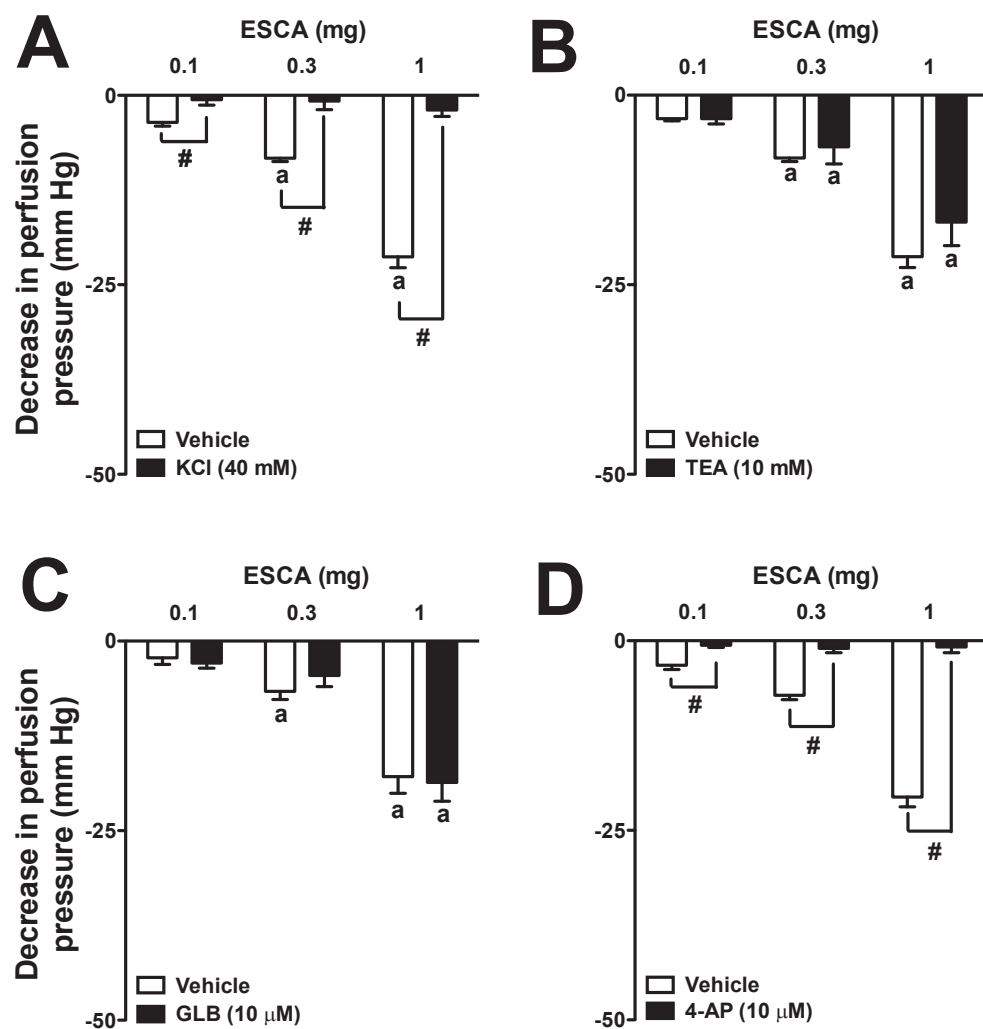 A
ESCA (mg)
0.1 0.3 1
0
-25
-50
Decrease in perfusion
pressure (mm Hg)
#
a
#
a
#
Vehicle
KCl (40 mM)
B
ESCA (mg)
0.1 0.3 1
0
-25
-50
a a
a a
Vehicle
TEA (10 mM)
C
ESCA (mg)
0.1 0.3 1
0
-25
-50
Decrease in perfusion
pressure (mm Hg)
a
a a
Vehicle
GLB (10 μM)
D
ESCA (mg)
0.1 0.3 1
0
-25
-50
#
#
#
Vehicle
4-AP (10 μM)